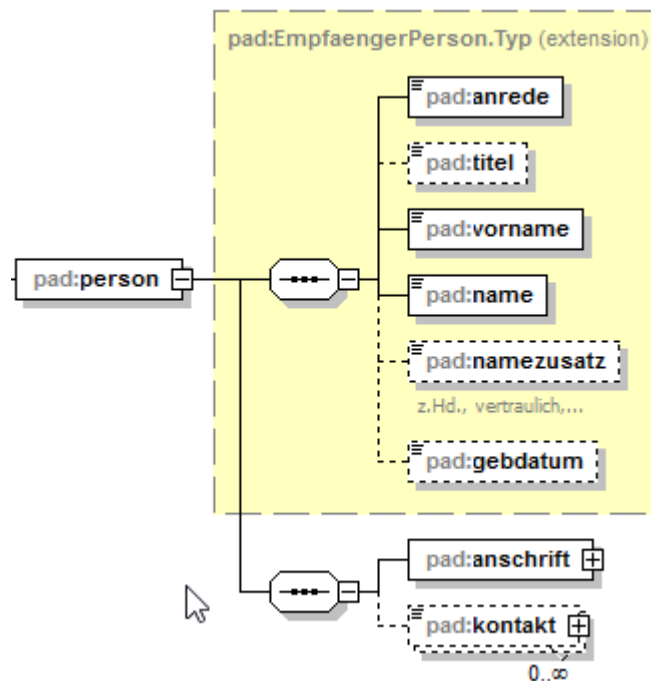 pad:EmpfaengerPerson.Typ (extension)
pad:anrede
pad:titel
pad:vorname
pad:person
pad:name
pad:namezusatz
z.Hd., vertraulich,...
pad:gebdatum
pad:anschrift
pad:kontakt
0..∞